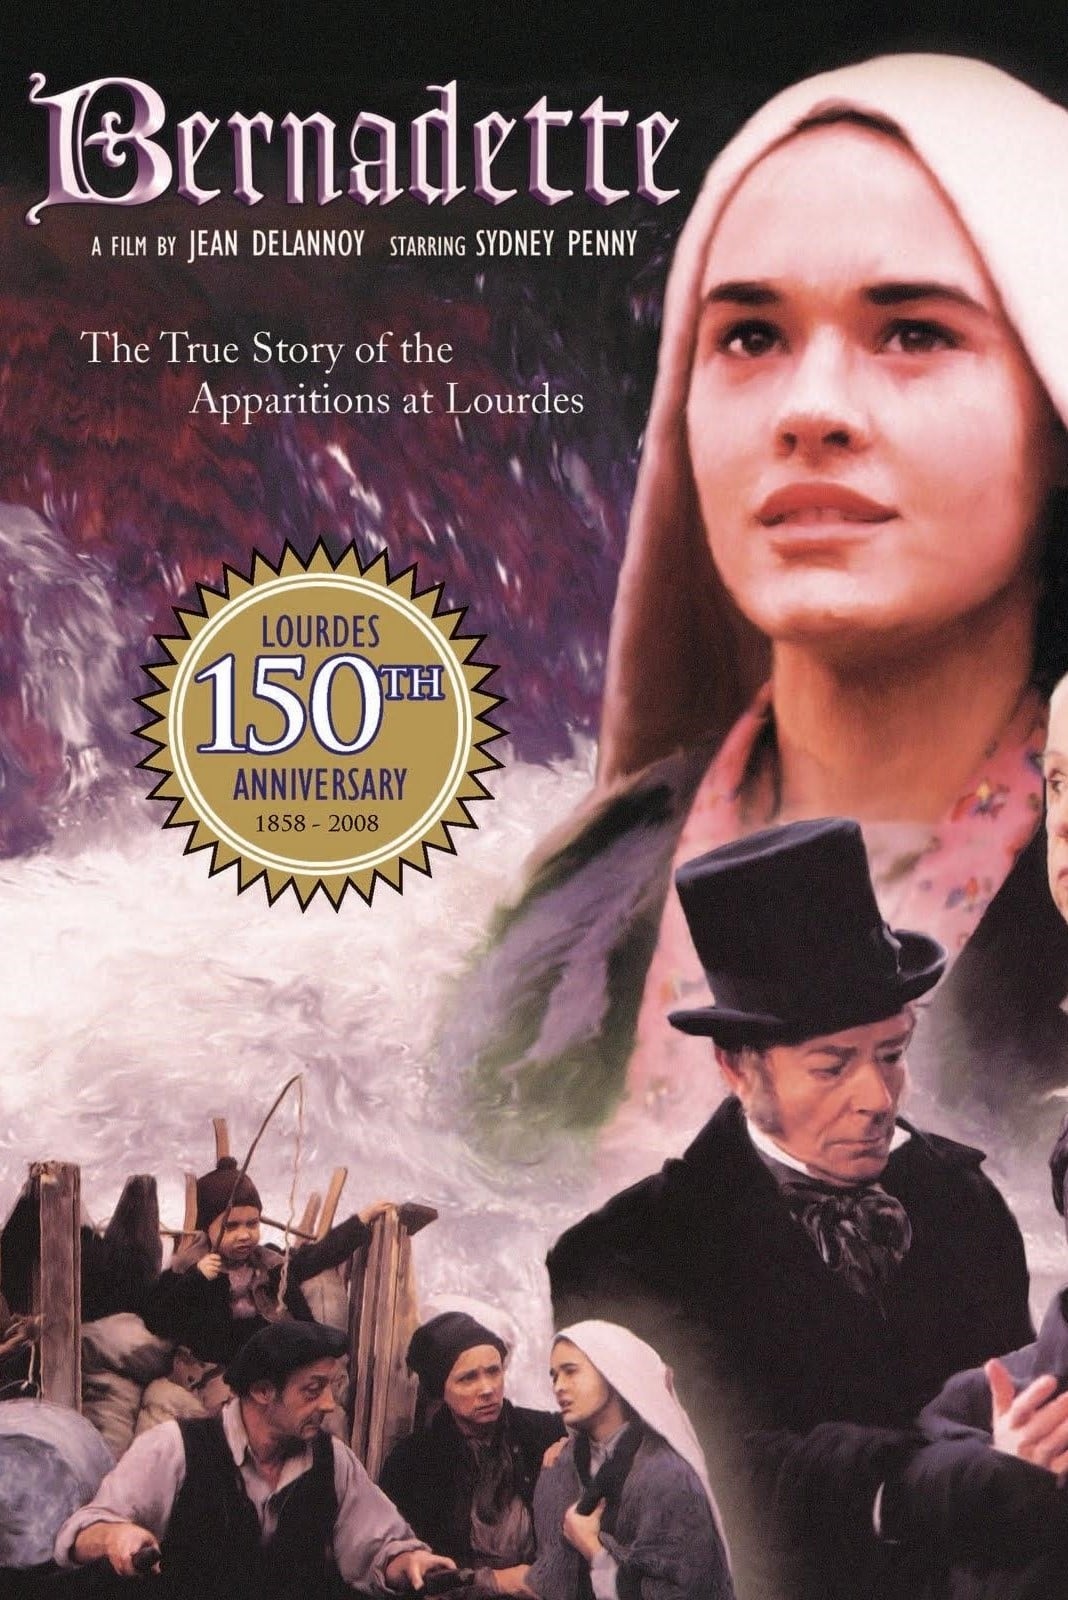 Bernadette
A FILM BY JEAN DELANNOY STARRING SYDNEY PENNY
The True Story of the
Apparitions at Lourdes
LOURDES
150TH
ANNIVERSARY
1858 - 2008